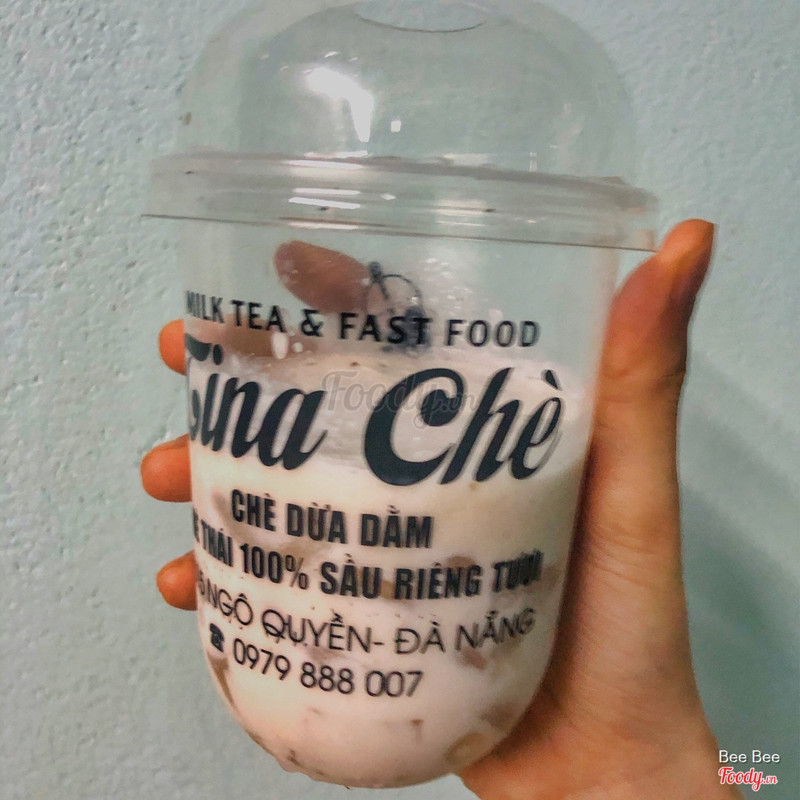 MILK TEA & FAST FOOD
Tina Chè
CHÈ DỪA DẰM
THÁI 100% SẦU RIÊNG TƯƠI
NGÔ QUYỀN- ĐÀ NẴNG
☎ 0979 888 007
Foody.vn
Bee Bee
Foody.vn